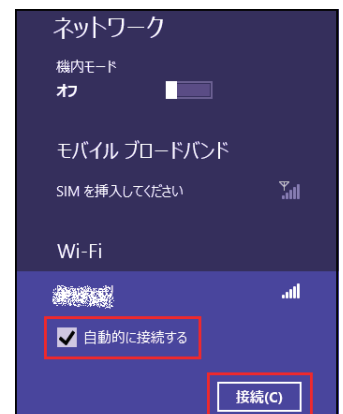 ネットワーク
機内モード
オフ
モバイル ブロードバンド
SIM を挿入してください
Wi-Fi
自動的に接続する
接続(C)